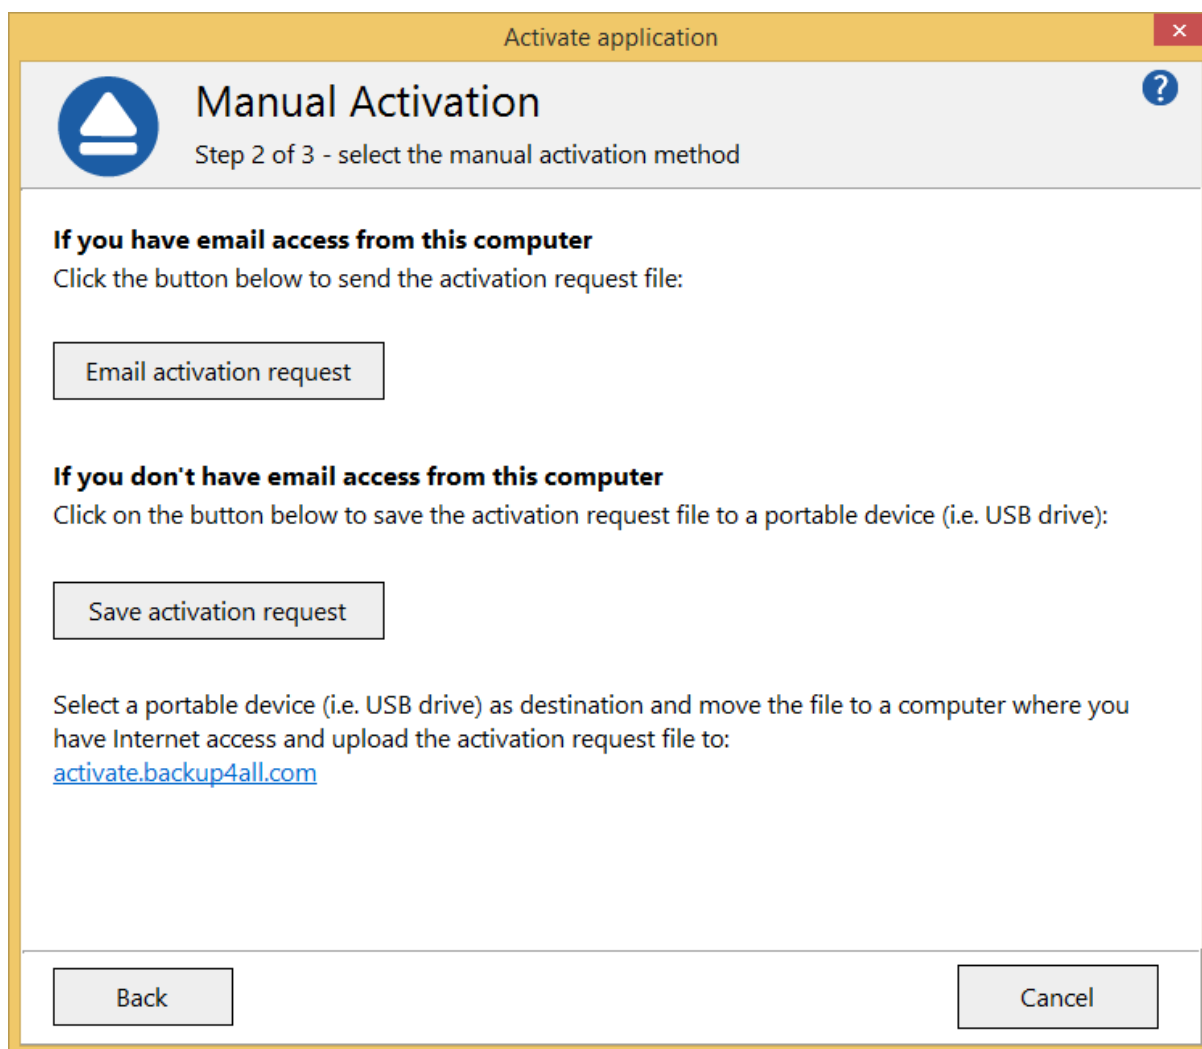 Activate application
Manual Activation
Step 2 of 3 - select the manual activation method
If you have email access from this computer
Click the button below to send the activation request file:
Email activation request
If you don't have email access from this computer
Click on the button below to save the activation request file to a portable device (i.e. USB drive):
Save activation request
Select a portable device (i.e. USB drive) as destination and move the file to a computer where you
have Internet access and upload the activation request file to:
activate.backup4all.com
Back
Cancel